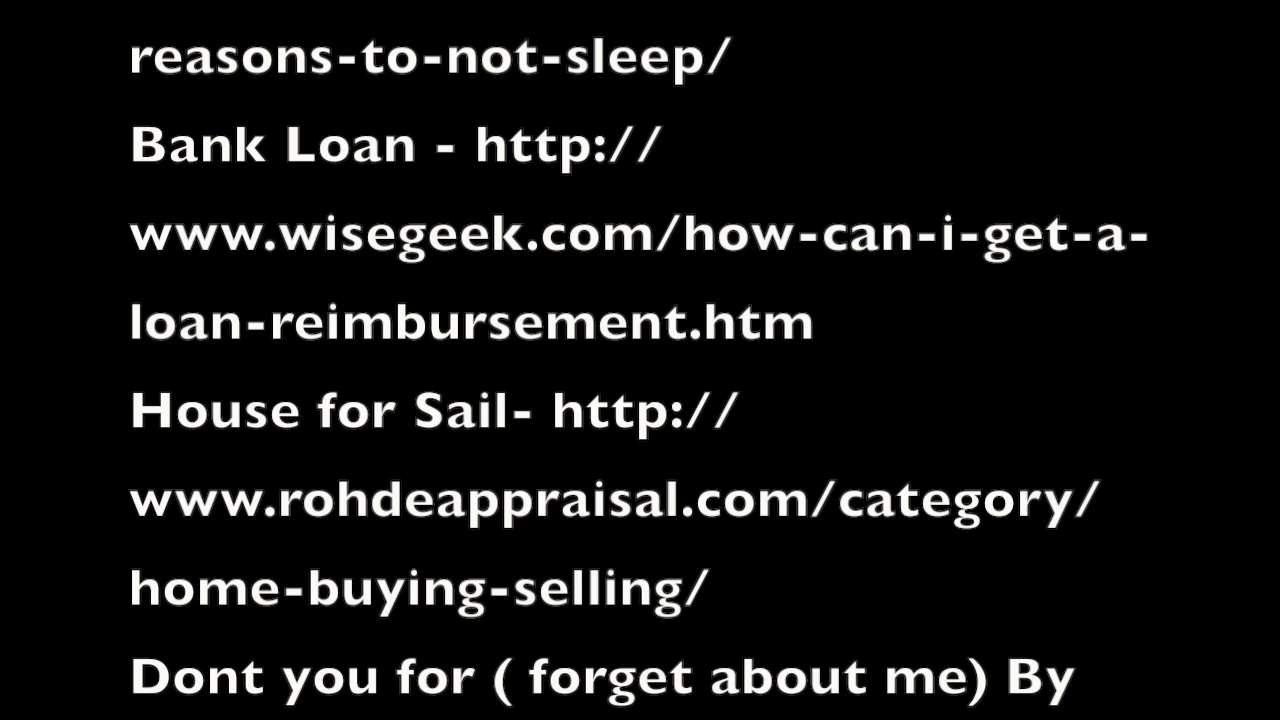 reasons-to-not-sleep/
Bank Loan - http://
www.wisegeek.com/how-can-i-get-a-
loan-reimbursement.htm
House for Sail- http://
www.rohdeappraisal.com/category/
home-buying-selling/
Dont you for ( forget about me) By